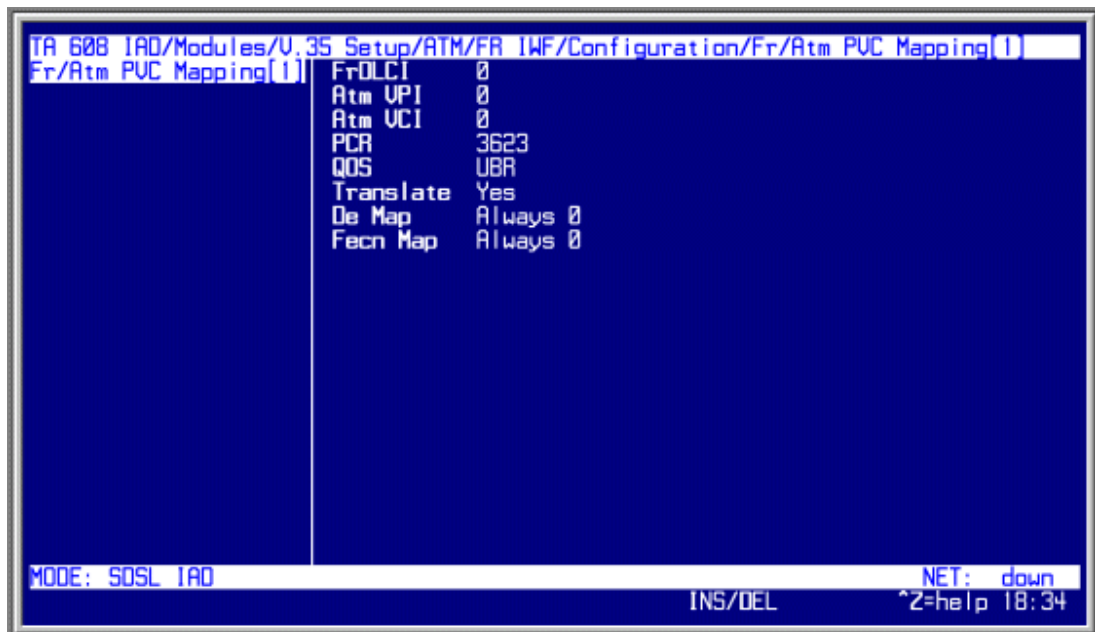 TA 608 IAD/Modules/V.35 Setup/ATM/FR IWF/Configuration/Fr/Atm PVC Mapping[1]
Fr/Atm PVC Mapping[1] FrDLCI 0
Atm VPI 0
Atm VCI 0
PCR 3623
QOS UBR
Translate Yes
De Map Always 0
Fecn Map Always 0
MODE: SDSL IAD NET: down
INS/DEL ^Z=help 18:34